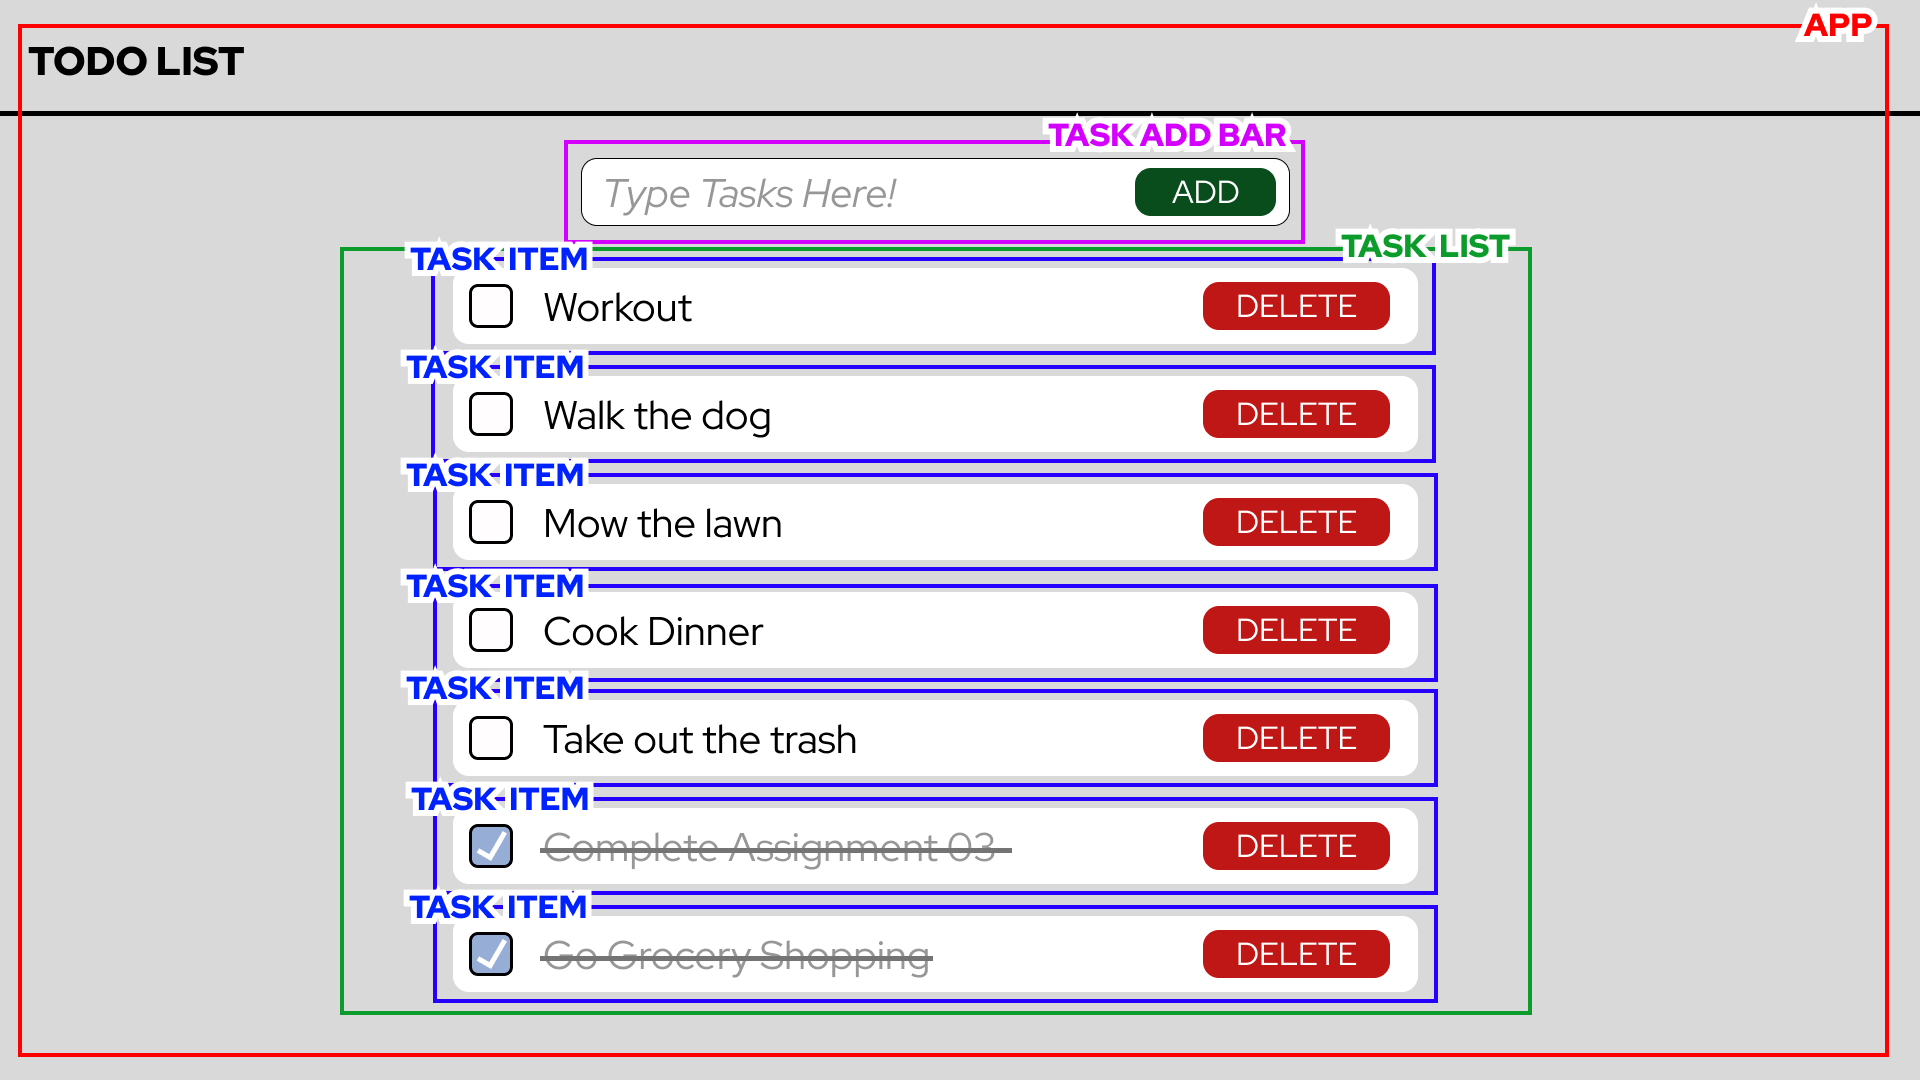 APP
TODO LIST
TASK ADD BAR
Type Tasks Here!
ADD
TASK LIST
TASK ITEM
Workout
DELETE
TASK ITEM
Walk the dog
DELETE
TASK ITEM
Mow the lawn
DELETE
TASK ITEM
Cook Dinner
DELETE
TASK ITEM
Take out the trash
DELETE
TASK ITEM
Complete Assignment 03
DELETE
TASK ITEM
Go Grocery Shopping
DELETE